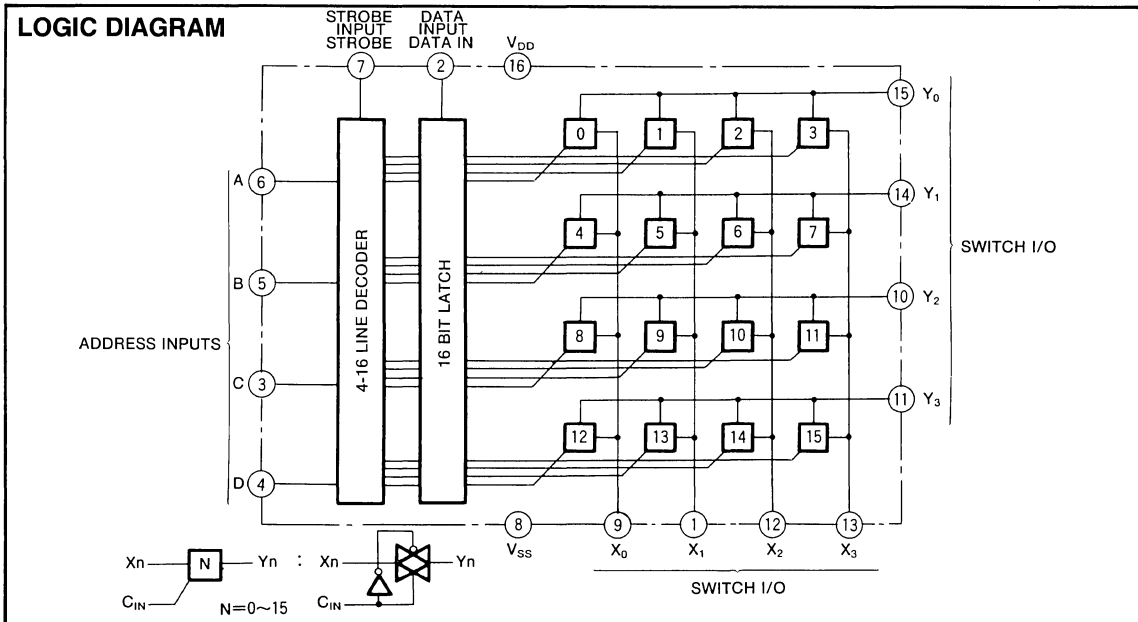 LOGIC DIAGRAM
STROBE INPUT STROBE
DATA INPUT DATA IN
V_DD
7
2
16
15 Y₀
0 1 2 3
A 6
14 Y₁
4 5 6 7
SWITCH I/O
B 5
4-16 LINE DECODER
16 BIT LATCH
10 Y₂
8 9 10 11
ADDRESS INPUTS
C 3
11 Y₃
12 13 14 15
D 4
8
9
1
12
13
V_SS
X₀
X₁
X₂
X₃
SWITCH I/O
Xn N Yn : Xn Yn
C_IN N=0~15 C_IN